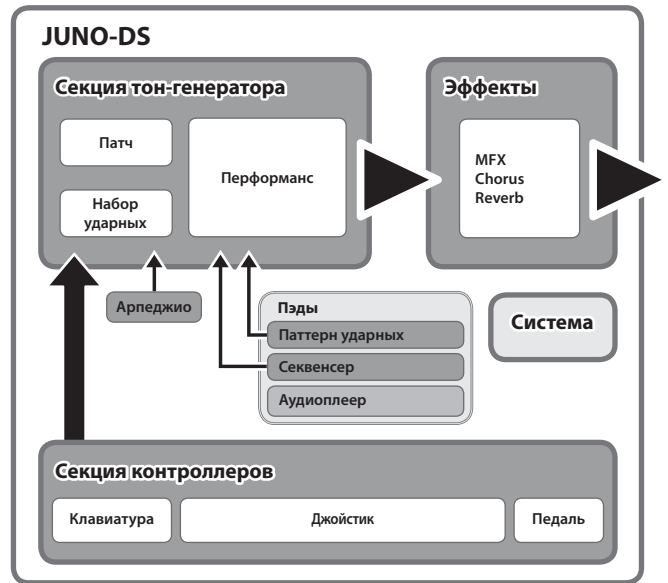 JUNO-DS
Секция тон-генератора
Патч
Набор
ударных
Перформанс
Эффекты
MFX
Chorus
Reverb
Арпеджио
Пэды
Паттерн ударных
Секвенсер
Аудиоплеер
Система
Секция контроллеров
Клавиатура
Джойстик
Педаль